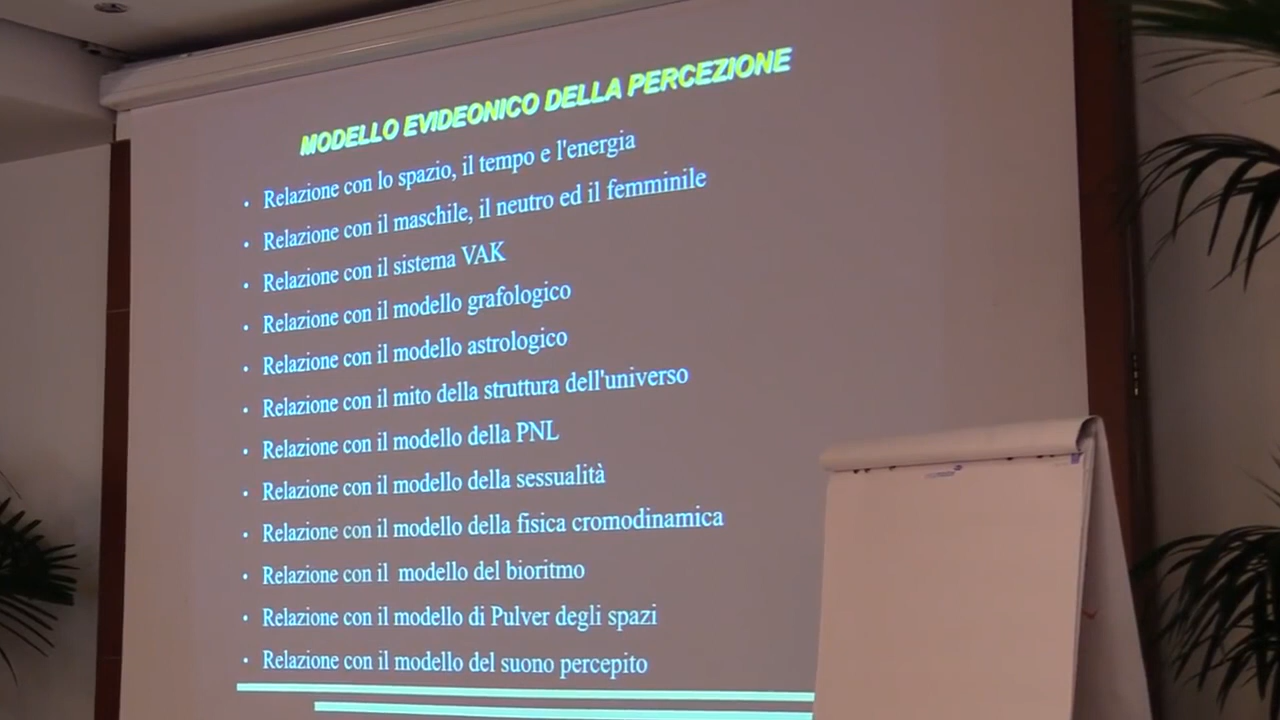 MODELLO EVIDEONICO DELLA PERCEZIONE
• Relazione con lo spazio, il tempo e l'energia
• Relazione con il maschile, il neutro ed il femminile
• Relazione con il sistema VAK
• Relazione con il modello grafologico
• Relazione con il modello astrologico
• Relazione con il mito della struttura dell'universo
• Relazione con il modello della PNL
• Relazione con il modello della sessualità
• Relazione con il modello della fisica cromodinamica
• Relazione con il modello del bioritmo
• Relazione con il modello di Pulver degli spazi
• Relazione con il modello del suono percepito